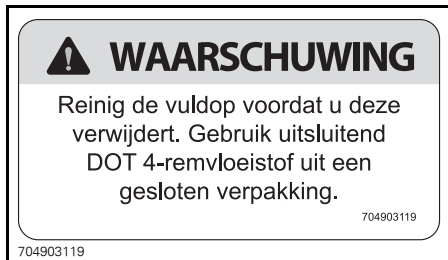 WAARSCHUWING
Reinig de vuldop voordat u deze
verwijdert. Gebruik uitsluitend
DOT 4-remvloeistof uit een
gesloten verpakking.
704903119
704903119